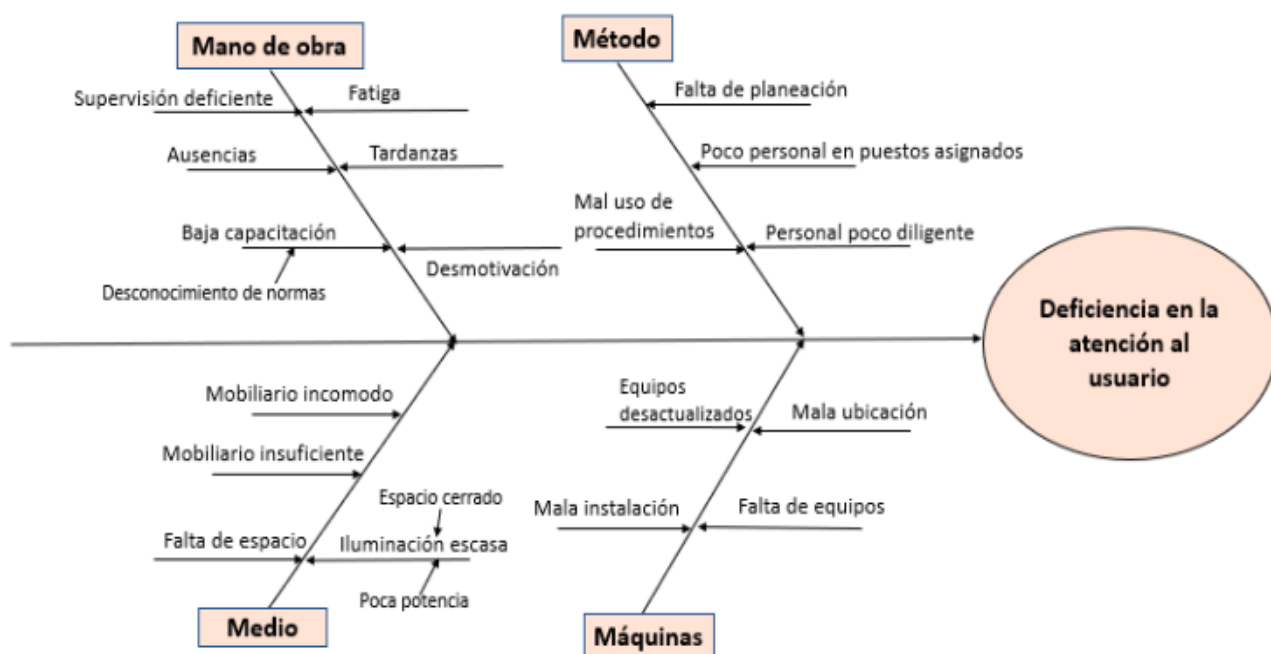 Mano de obra
Supervisión deficiente
Fatiga
Ausencias
Tardanzas
Baja capacitación
Desmotivación
Desconocimiento de normas
Método
Falta de planeación
Poco personal en puestos asignados
Mal uso de
procedimientos
Personal poco diligente
Deficiencia en la
atención al
usuario
Mobiliario incomodo
Mobiliario insuficiente
Espacio cerrado
Falta de espacio
Iluminación escasa
Poca potencia
Medio
Equipos
desactualizados
Mala ubicación
Mala instalación
Falta de equipos
Máquinas